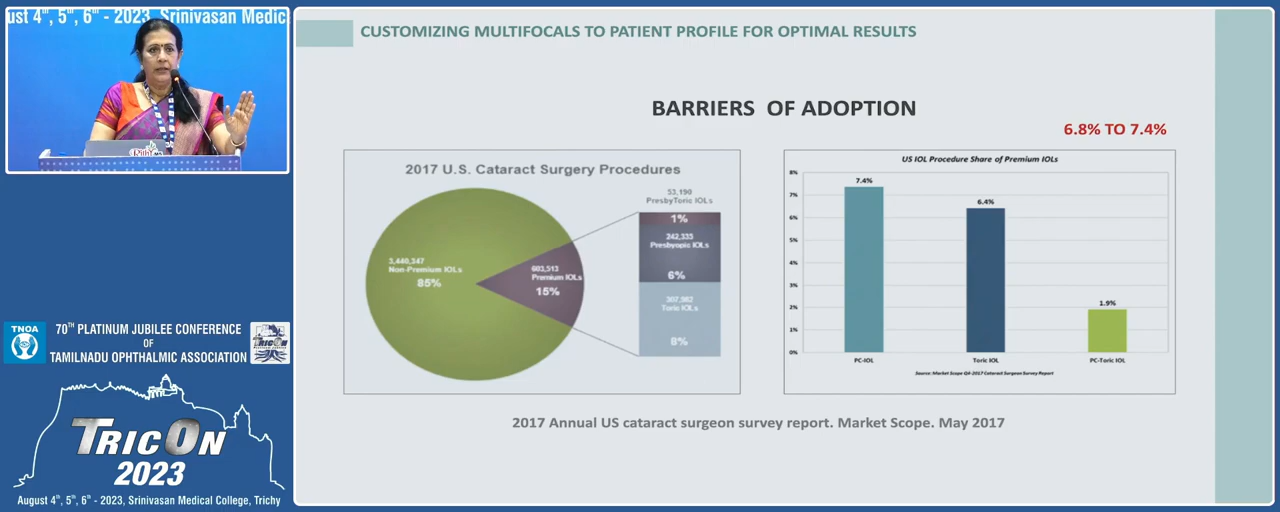 ust 4th, 5th, 6th - 2023, Srinivasan Medic
TNOA
70TH PLATINUM JUBILEE CONFERENCE
OF
TAMILNADU OPHTHALMIC ASSOCIATION
TRICON
TRICON
2023
August 4th, 5th, 6th - 2023, Srinivasan Medical College, Trichy
CUSTOMIZING MULTIFOCALS TO PATIENT PROFILE FOR OPTIMAL RESULTS
BARRIERS OF ADOPTION
6.8% TO 7.4%
2017 U.S. Cataract Surgery Procedures
3,440,347
Non-Premium IOLs
85%
603,513
Premium IOLs
15%
53,190
PresbyToric IOLs
1%
242,335
Presbyopic IOLs
6%
307,982
Toric IOLs
8%
US IOL Procedure Share of Premium IOLs
8%
7%
6%
5%
4%
3%
2%
1%
0%
7.4%
6.4%
1.9%
PC-IOL
Toric IOL
PC-Toric IOL
Source: Market Scope Q4-2017 Cataract Surgeon Survey Report
2017 Annual US cataract surgeon survey report. Market Scope. May 2017